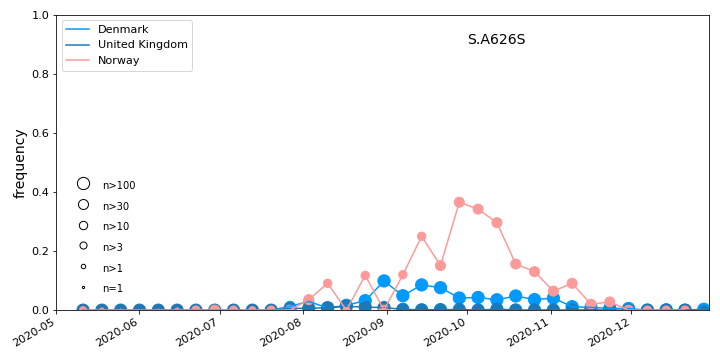 S.A626S
Denmark
United Kingdom
Norway
frequency
1.0
0.8
0.6
0.4
0.2
0.0
n>100
n>30
n>10
n>3
n>1
n=1
2020-05
2020-06
2020-07
2020-08
2020-09
2020-10
2020-11
2020-12